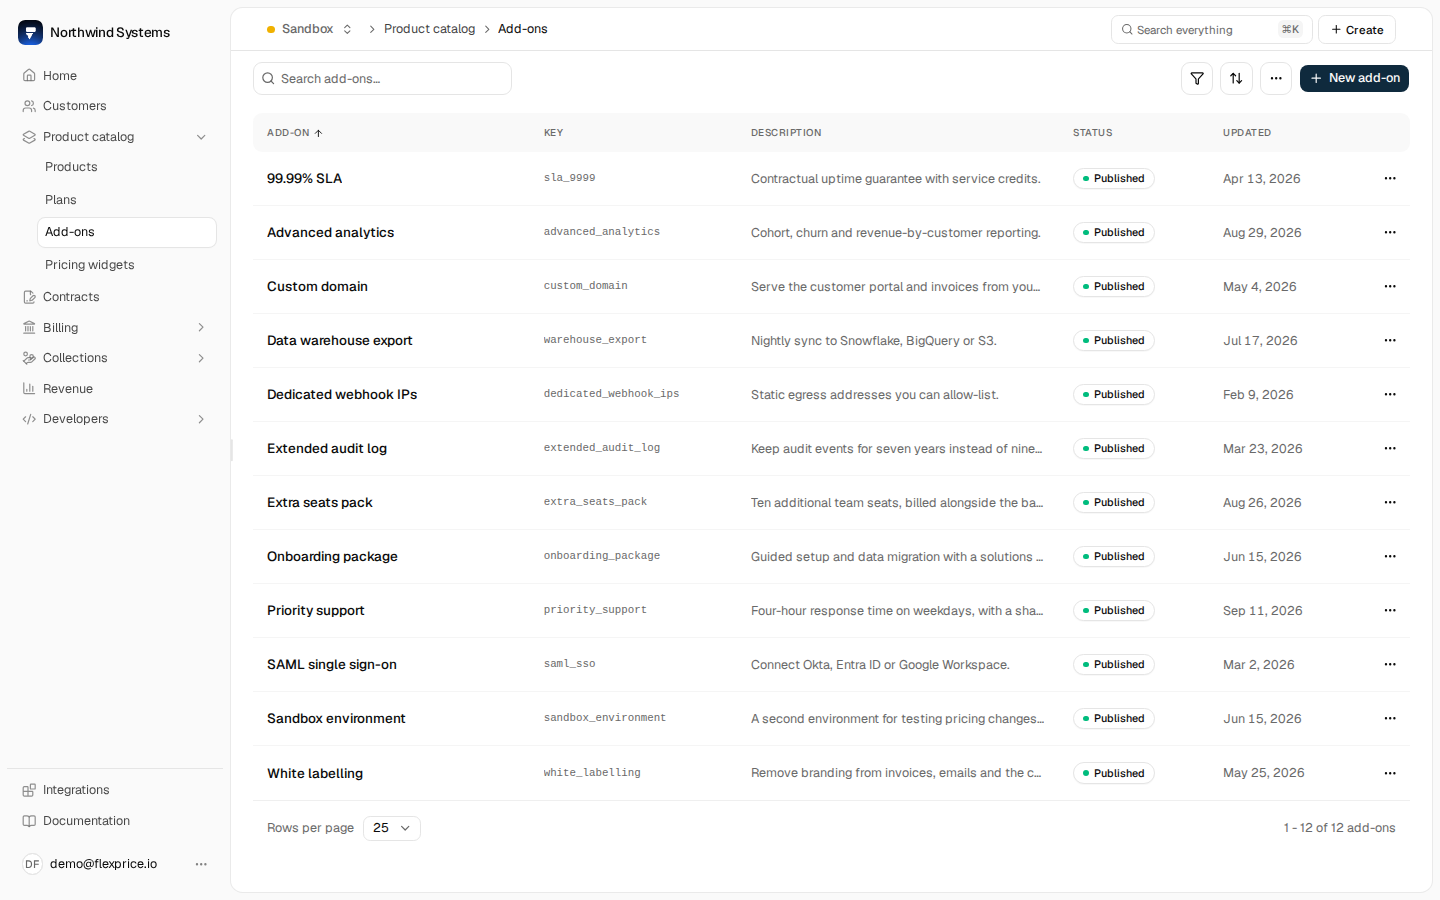 Northwind Systems
Home
Customers
Product catalog
Products
Plans
Add-ons
Pricing widgets
Contracts
Billing
Collections
Revenue
Developers
Integrations
Documentation
DF demo@flexprice.io
Sandbox Product catalog Add-ons
Search everything ⌘K
Create
Search add-ons...
New add-on
ADD-ON KEY DESCRIPTION STATUS UPDATED
99.99% SLA sla_9999 Contractual uptime guarantee with service credits. Published Apr 13, 2026
Advanced analytics advanced_analytics Cohort, churn and revenue-by-customer reporting. Published Aug 29, 2026
Custom domain custom_domain Serve the customer portal and invoices from you... Published May 4, 2026
Data warehouse export warehouse_export Nightly sync to Snowflake, BigQuery or S3. Published Jul 17, 2026
Dedicated webhook IPs dedicated_webhook_ips Static egress addresses you can allow-list. Published Feb 9, 2026
Extended audit log extended_audit_log Keep audit events for seven years instead of nine... Published Mar 23, 2026
Extra seats pack extra_seats_pack Ten additional team seats, billed alongside the ba... Published Aug 26, 2026
Onboarding package onboarding_package Guided setup and data migration with a solutions ... Published Jun 15, 2026
Priority support priority_support Four-hour response time on weekdays, with a sha... Published Sep 11, 2026
SAML single sign-on saml_sso Connect Okta, Entra ID or Google Workspace. Published Mar 2, 2026
Sandbox environment sandbox_environment A second environment for testing pricing changes... Published Jun 15, 2026
White labelling white_labelling Remove branding from invoices, emails and the c... Published May 25, 2026
Rows per page 25
1 - 12 of 12 add-ons